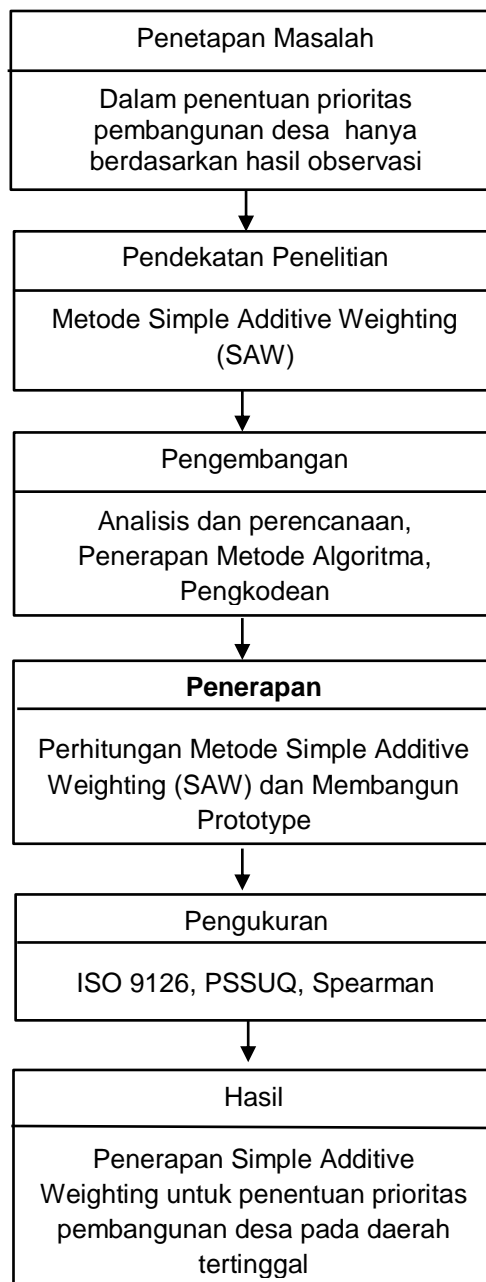 Penetapan Masalah
Dalam penentuan prioritas
pembangunan desa hanya
berdasarkan hasil observasi
Pendekatan Penelitian
Metode Simple Additive Weighting
(SAW)
Pengembangan
Analisis dan perencanaan,
Penerapan Metode Algoritma,
Pengkodean
Penerapan
Perhitungan Metode Simple Additive
Weighting (SAW) dan Membangun
Prototype
Pengukuran
ISO 9126, PSSUQ, Spearman
Hasil
Penerapan Simple Additive
Weighting untuk penentuan prioritas
pembangunan desa pada daerah
tertinggal